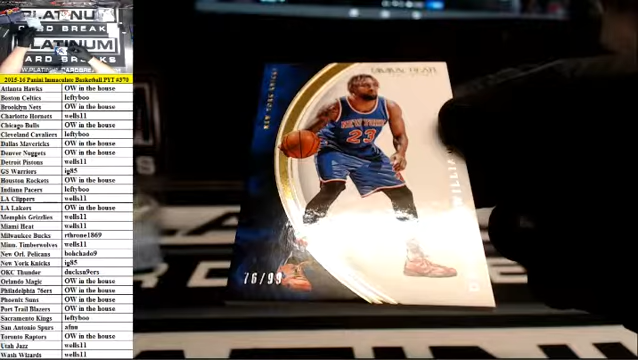 PLATINUM
CARD BREAK
PLATINUM
2015-16 Panini Immaculate Basketball PYT #370
Atlanta Hawks OW in the house
Boston Celtics leftyboo
Brooklyn Nets OW in the house
Charlotte Hornets wells11
Chicago Bulls OW in the house
Cleveland Cavaliers leftyboo
Dallas Mavericks OW in the house
Denver Nuggets OW in the house
Detroit Pistons wells11
GS Warriors ig85
Houston Rockets OW in the house
Indiana Pacers leftyboo
LA Clippers wells11
LA Lakers OW in the house
Memphis Grizzlies wells11
Miami Heat wells11
Milwaukee Bucks rthrone1869
Minn. Timberwolves wells11
New Orl. Pelicans
New York Knicks ig85
OKC Thunder ducksn9ers
Orlando Magic OW in the house
Philadelphia 76ers OW in the house
Phoenix Suns OW in the house
Port Trail Blazers OW in the house
Sacramento Kings leftyboo
San Antonio Spurs
Toronto Raptors OW in the house
Utah Jazz wells11
Wash Wizards wells11
NEW YORK
23
76/99